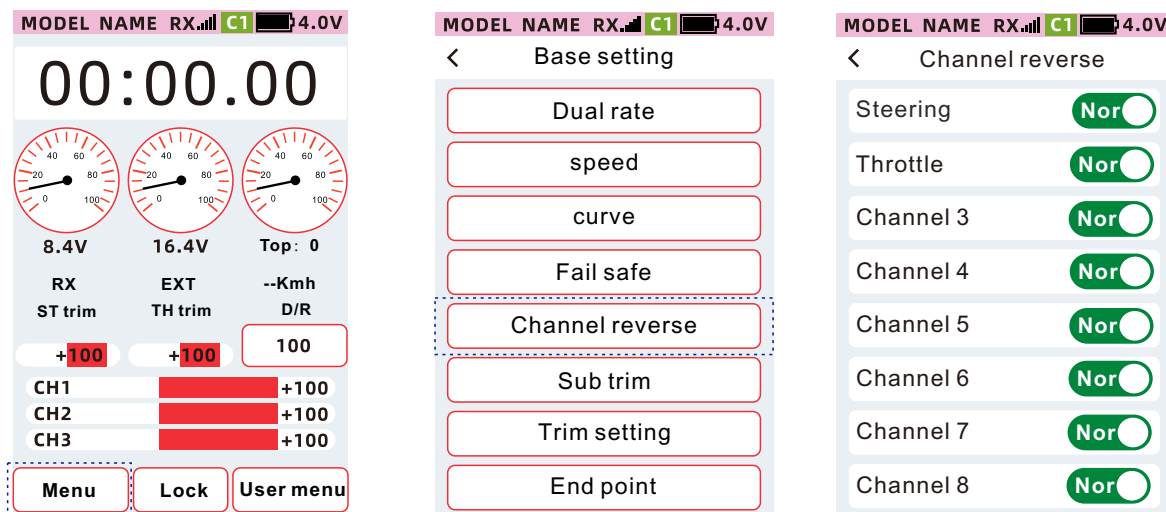 MODEL NAME RX C1 4.0V
00:00.00
0 20 40 60 80 100
0 20 40 60 80 100
0 20 40 60 80 100
8.4V 16.4V Top: 0
RX EXT --Kmh
ST trim TH trim D/R
+100 +100 100
CH1 +100
CH2 +100
CH3 +100
Menu Lock User menu
MODEL NAME RX C1 4.0V
< Base setting
Dual rate
speed
curve
Fail safe
Channel reverse
Sub trim
Trim setting
End point
MODEL NAME RX C1 4.0V
< Channel reverse
Steering Nor
Throttle Nor
Channel 3 Nor
Channel 4 Nor
Channel 5 Nor
Channel 6 Nor
Channel 7 Nor
Channel 8 Nor